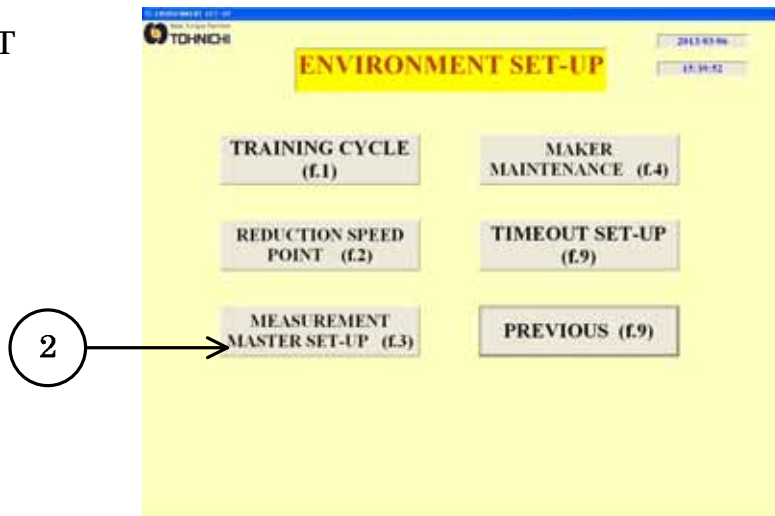 T
TOHNICHI
ENVIRONMENT SET-UP
2013/03/06
15:39:52
TRAINING CYCLE
(f.1)
MAKER
MAINTENANCE (f.4)
REDUCTION SPEED
POINT (f.2)
TIMEOUT SET-UP
(f.9)
MEASUREMENT
MASTER SET-UP (f.3)
PREVIOUS (f.9)
2